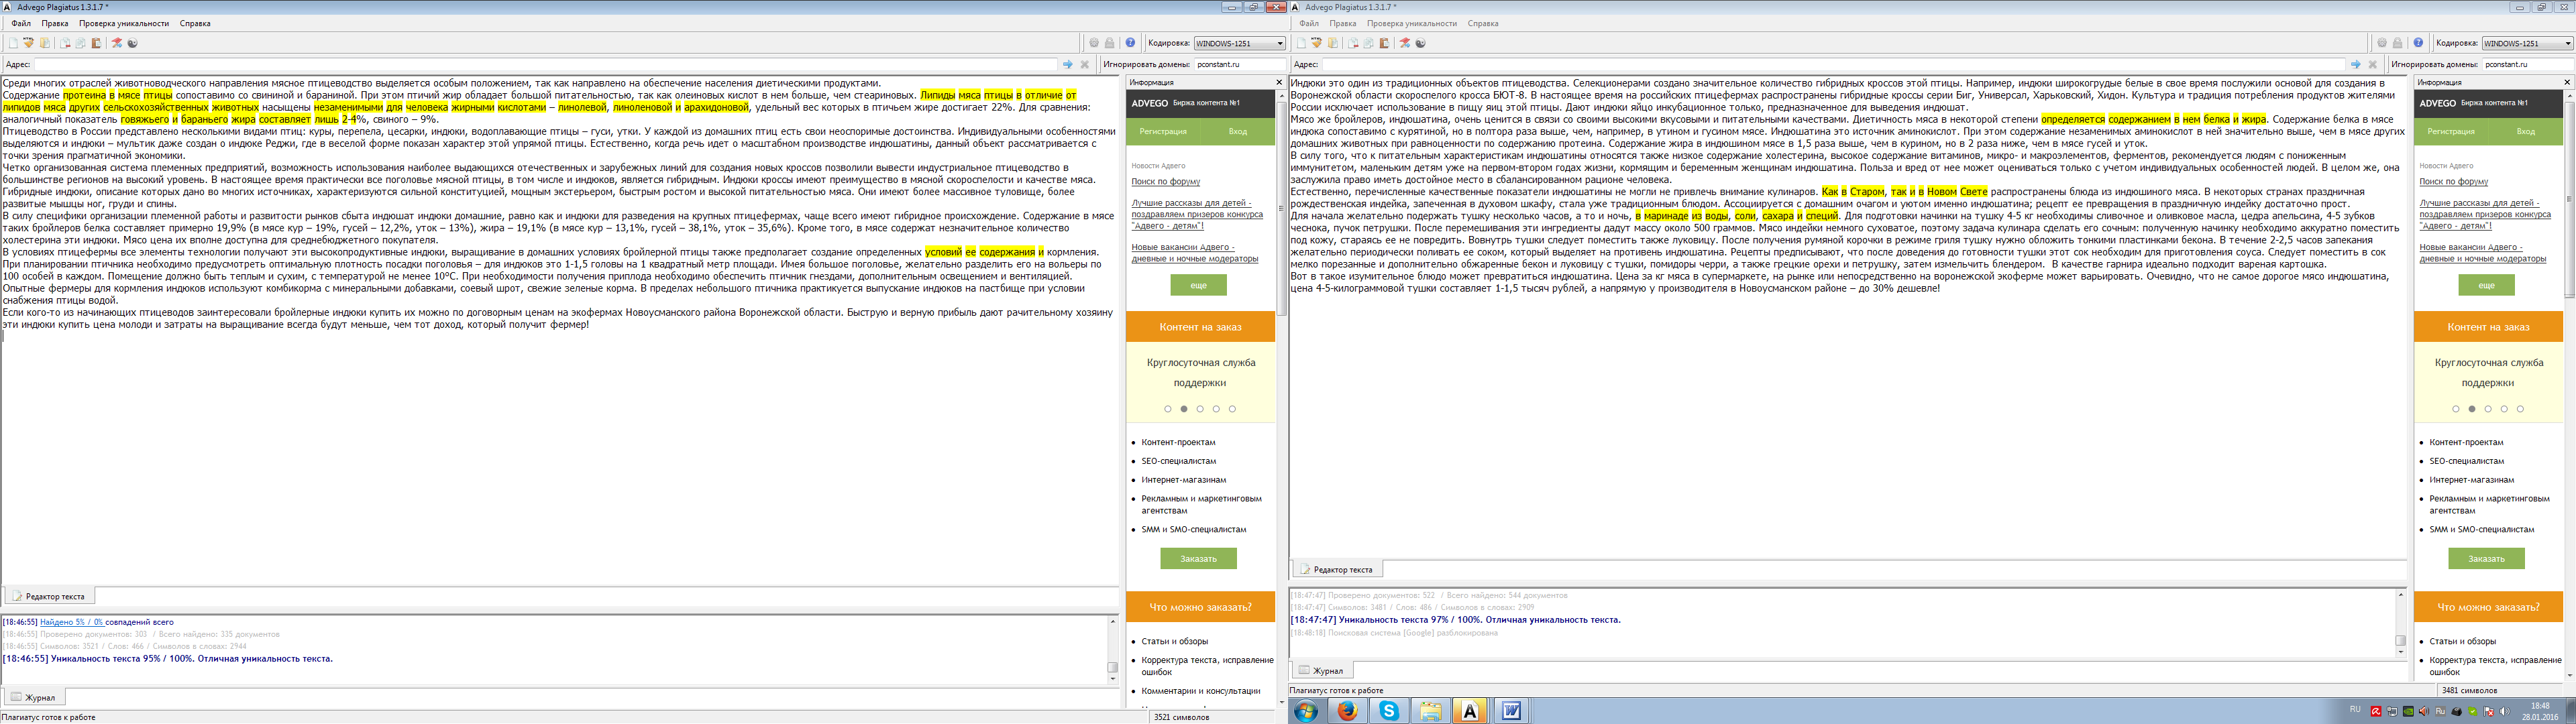 Advego Plagiatus 1.3.1.7 *
Файл Правка Проверка уникальности Справка
Кодировка: WINDOWS-1251
Адрес:
Игнорировать домены: pconstant.ru
Среди многих отраслей животноводческого направления мясное птицеводство выделяется особым положением, так как направлено на обеспечение населения диетическими продуктами.
Содержание протеина в мясе птицы сопоставимо со свининой и бараниной. При этом птичий жир обладает большой питательностью, так как олеиновых кислот в нем больше, чем стеариновых. Липиды мяса птицы в отличие от
липидов мяса других сельскохозяйственных животных насыщены незаменимыми для человека жирными кислотами – линолевой, линоленовой и арахидоновой, удельный вес которых в птичьем жире достигает 22%. Для сравнения:
аналогичный показатель говяжьего и бараньего жира составляет лишь 2-4%, свиного – 9%.
Птицеводство в России представлено несколькими видами птиц: куры, перепела, цесарки, индюки, водоплавающие птицы – гуси, утки. У каждой из домашних птиц есть свои неоспоримые достоинства. Индивидуальными особенностями
выделяются и индюки – мультик даже создан о индюке Реджи, где в веселой форме показан характер этой упрямой птицы. Естественно, когда речь идет о масштабном производстве индюшатины, данный объект рассматривается с
точки зрения прагматичной экономики.
Четко организованная система племенных предприятий, возможность использования наиболее выдающихся отечественных и зарубежных линий для создания новых кроссов позволили вывести индустриальное птицеводство в
большинстве регионов на высокий уровень. В настоящее время практически все поголовье мясной птицы, в том числе и индюков, является гибридным. Индюки кроссы имеют преимущество в мясной скороспелости и качестве мяса.
Гибридные индюки, описание которых дано во многих источниках, характеризуются сильной конституцией, мощным экстерьером, быстрым ростом и высокой питательностью мяса. Они имеют более массивное туловище, более
развитые мышцы ног, груди и спины.
В силу специфики организации племенной работы и развитости рынков сбыта индюшат индюки домашние, равно как и индюки для разведения на крупных птицефермах, чаще всего имеют гибридное происхождение. Содержание в мясе
таких бройлеров белка составляет примерно 19,9% (в мясе кур – 19%, гусей – 12,2%, уток – 13%), жира – 19,1% (в мясе кур – 13,1%, гусей – 38,1%, уток – 35,6%). Кроме того, в мясе содержат незначительное количество
холестерина эти индюки. Мясо цена их вполне доступна для среднебюджетного покупателя.
В условиях птицефермы все элементы технологии получают эти высокопродуктивные индюки, выращивание в домашних условиях бройлерной птицы также предполагает создание определенных условий ее содержания и кормления.
При планировании птичника необходимо предусмотреть оптимальную плотность посадки поголовья – для индюков это 1-1,5 головы на 1 квадратный метр площади. Имея большое поголовье, желательно разделить его на вольеры по
100 особей в каждом. Помещение должно быть теплым и сухим, с температурой не менее 10°С. При необходимости получения приплода необходимо обеспечить птичник гнездами, дополнительным освещением и вентиляцией.
Опытные фермеры для кормления индюков используют комбикорма с минеральными добавками, соевый шрот, свежие зеленые корма. В пределах небольшого птичника практикуется выпускание индюков на пастбище при условии
снабжения птицы водой.
Если кого-то из начинающих птицеводов заинтересовали бройлерные индюки купить их можно по договорным ценам на экофермах Новоусманского района Воронежской области. Быструю и верную прибыль дают рачительному хозяину
эти индюки купить цена молоди и затраты на выращивание всегда будут меньше, чем тот доход, который получит фермер!
Редактор текста
[18:46:55] Найдено 5% / 0% совпадений всего
[18:46:55] Проверено документов: 303 / Всего найдено: 335 документов
[18:46:55] Символов: 3521 / Слов: 466 / Символов в словах: 2944
[18:46:55] Уникальность текста 95% / 100%. Отличная уникальность текста.
Журнал
Плагиатус готов к работе
3521 символов
Информация
ADVEGO Биржа контента №1
Регистрация Вход
Новости Адвего
Поиск по форуму
Лучшие рассказы для детей -
поздравляем призеров конкурса
"Адвего - детям"!
Новые вакансии Адвего -
дневные и ночные модераторы
еще
Контент на заказ
Круглосуточная служба
поддержки
Контент-проектам
SEO-специалистам
Интернет-магазинам
Рекламным и маркетинговым
агентствам
SMM и SMO-специалистам
Заказать
Что можно заказать?
Статьи и обзоры
Корректура текста, исправление
ошибок
Комментарии и консультации
Advego Plagiatus 1.3.1.7 *
Файл Правка Проверка уникальности Справка
Кодировка: WINDOWS-1251
Адрес:
Игнорировать домены: pconstant.ru
Индюки это один из традиционных объектов птицеводства. Селекционерами создано значительное количество гибридных кроссов этой птицы. Например, индюки широкогрудые белые в свое время послужили основой для создания в
Воронежской области скороспелого кросса БЮТ-8. В настоящее время на российских птицефермах распространены гибридные кроссы серии Биг, Универсал, Харьковский, Хидон. Культура и традиция потребления продуктов жителями
России исключает использование в пищу яиц этой птицы. Дают индюки яйцо инкубационное только, предназначенное для выведения индюшат.
Мясо же бройлеров, индюшатина, очень ценится в связи со своими высокими вкусовыми и питательными качествами. Диетичность мяса в некоторой степени определяется содержанием в нем белка и жира. Содержание белка в мясе
индюка сопоставимо с курятиной, но в полтора раза выше, чем, например, в утином и гусином мясе. Индюшатина это источник аминокислот. При этом содержание незаменимых аминокислот в ней значительно выше, чем в мясе других
домашних животных при равноценности по содержанию протеина. Содержание жира в индюшином мясе в 1,5 раза выше, чем в курином, но в 2 раза ниже, чем в мясе гусей и уток.
В силу того, что к питательным характеристикам индюшатины относятся также низкое содержание холестерина, высокое содержание витаминов, микро- и макроэлементов, ферментов, рекомендуется людям с пониженным
иммунитетом, маленьким детям уже на первом-втором годах жизни, кормящим и беременным женщинам индюшатина. Польза и вред от нее может оцениваться только с учетом индивидуальных особенностей людей. В целом же, она
заслужила право иметь достойное место в сбалансированном рационе человека.
Естественно, перечисленные качественные показатели индюшатины не могли не привлечь внимание кулинаров. Как в Старом, так и в Новом Свете распространены блюда из индюшиного мяса. В некоторых странах праздничная
рождественская индейка, запеченная в духовом шкафу, стала уже традиционным блюдом. Ассоциируется с домашним очагом и уютом именно индюшатина; рецепт ее превращения в праздничную индейку достаточно прост.
Для начала желательно подержать тушку несколько часов, а то и ночь, в маринаде из воды, соли, сахара и специй. Для подготовки начинки на тушку 4-5 кг необходимы сливочное и оливковое масла, цедра апельсина, 4-5 зубков
чеснока, пучок петрушки. После перемешивания эти ингредиенты дадут массу около 500 граммов. Мясо индейки немного суховатое, поэтому задача кулинара сделать его сочным: полученную начинку необходимо аккуратно поместить
под кожу, стараясь ее не повредить. Вовнутрь тушки следует поместить также луковицу. После получения румяной корочки в режиме гриля тушку нужно обложить тонкими пластинками бекона. В течение 2-2,5 часов запекания
желательно периодически поливать ее соком, который выделяет на противень индюшатина. Рецепты предписывают, что после доведения до готовности тушки этот сок необходим для приготовления соуса. Следует поместить в сок
мелко порезанные и дополнительно обжаренные бекон и луковицу с тушки, помидоры черри, а также грецкие орехи и петрушку, затем измельчить блендером. В качестве гарнира идеально подходит вареная картошка.
Вот в такое изумительное блюдо может превратиться индюшатина. Цена за кг мяса в супермаркете, на рынке или непосредственно на воронежской экоферме может варьировать. Очевидно, что не самое дорогое мясо индюшатина,
цена 4-5-килограммовой тушки составляет 1-1,5 тысяч рублей, а напрямую у производителя в Новоусманском районе – до 30% дешевле!
Редактор текста
[18:47:47] Проверено документов: 522 / Всего найдено: 544 документов
[18:47:47] Символов: 3481 / Слов: 486 / Символов в словах: 2909
[18:47:47] Уникальность текста 97% / 100%. Отличная уникальность текста.
[18:48:18] Поисковая система [Google] разблокирована
Журнал
Плагиатус готов к работе
3481 символов
Информация
ADVEGO Биржа контента №1
Регистрация Вход
Новости Адвего
Поиск по форуму
Лучшие рассказы для детей -
поздравляем призеров конкурса
"Адвего - детям"!
Новые вакансии Адвего -
дневные и ночные модераторы
еще
Контент на заказ
Круглосуточная служба
поддержки
Контент-проектам
SEO-специалистам
Интернет-магазинам
Рекламным и маркетинговым
агентствам
SMM и SMO-специалистам
Заказать
Что можно заказать?
Статьи и обзоры
Корректура текста, исправление
ошибок
RU
18:48
28.01.2016